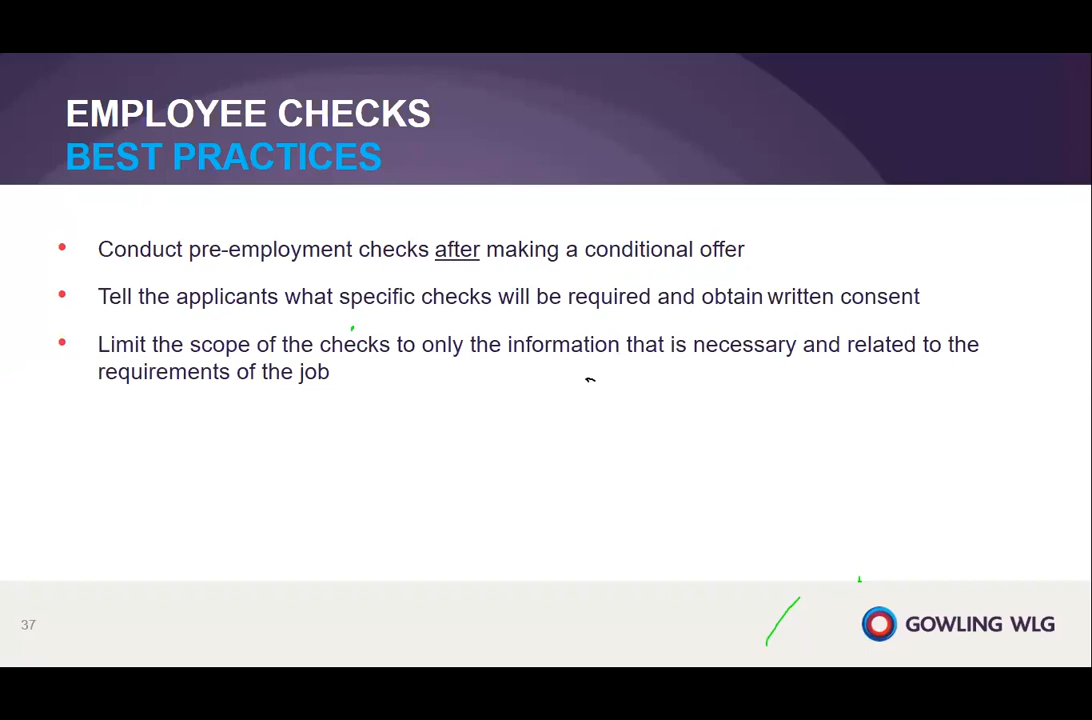 EMPLOYEE CHECKS
BEST PRACTICES
• Conduct pre-employment checks after making a conditional offer
• Tell the applicants what specific checks will be required and obtain written consent
• Limit the scope of the checks to only the information that is necessary and related to the
requirements of the job
37
GOWLING WLG